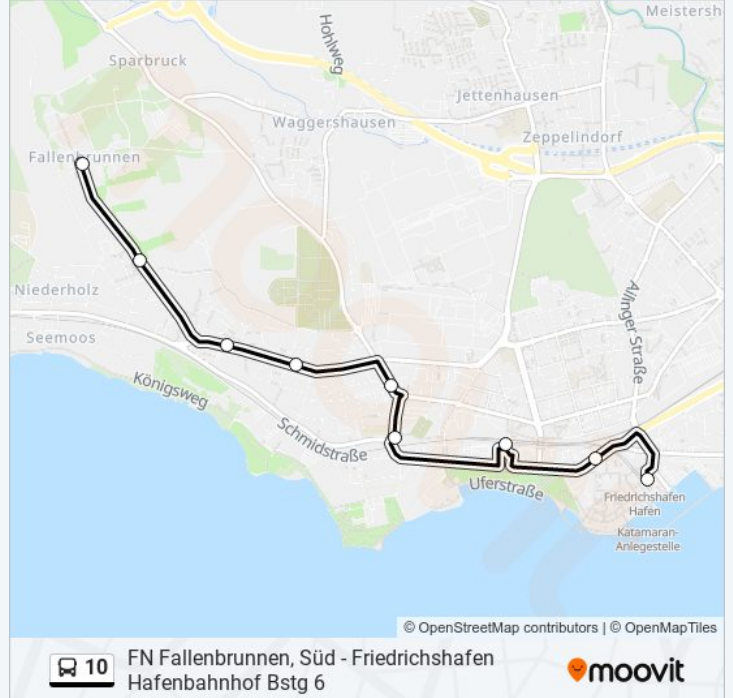 Meistersh
Hohlweg
Sparbruck
Jettenhausen
Waggershausen
Zeppelindorf
Fallenbrunnen
Niederholz
Ailinger Straße
Seemoos
Königsweg
Schmidstraße
Uferstraße
Friedrichshafen
Hafen
Katamaran-
Anlegestelle
© OpenStreetMap contributors | © OpenMapTiles
10
FN Fallenbrunnen, Süd - Friedrichshafen
Hafenbahnhof Bstg 6
moovit